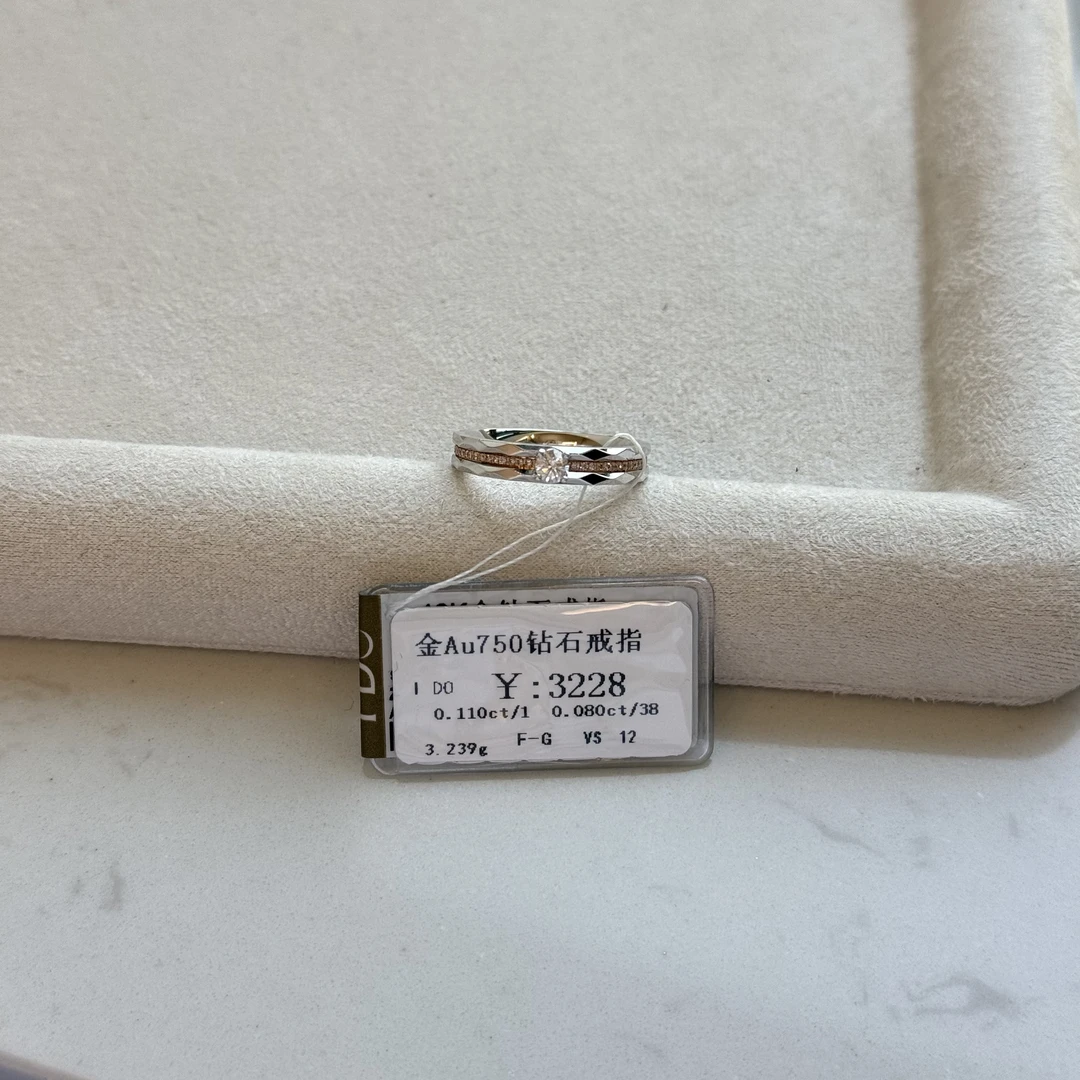 金Au750钻石戒指
I DO ￥:3228
0.110ct/1 0.080ct/38
3.239g F-G VS 12
I DO